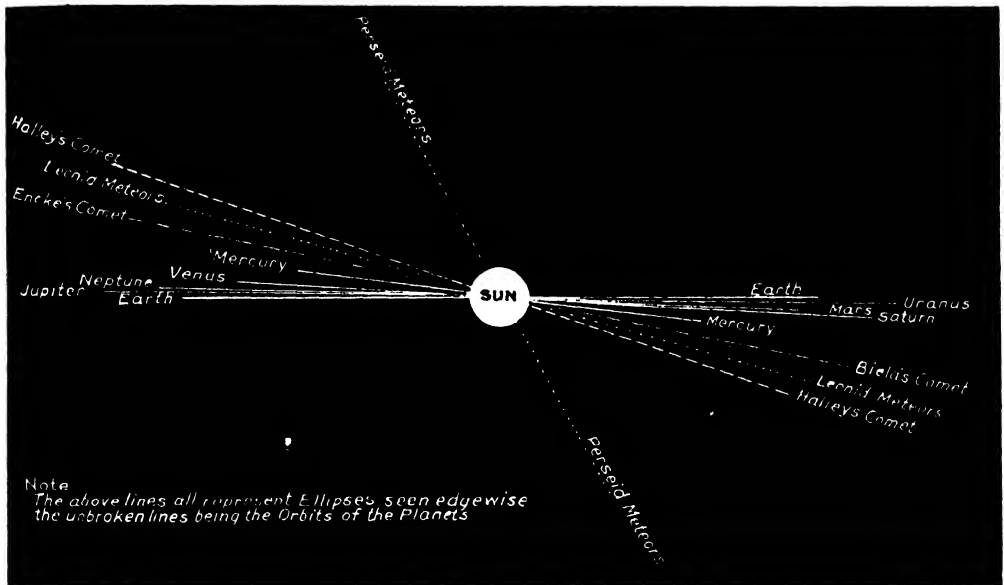 Perseid Meteors
Halley's Comet
Leonid Meteors
Encke's Comet
Mercury
Venus
Neptune
Jupiter
Earth
SUN
Earth
Uranus
Mars
Saturn
Mercury
Biela's Comet
Leonid Meteors
Halleys Comet
Perseid Meteors
Note
The above lines all represent Ellipses seen edgewise
the unbroken lines being the Orbits of the Planets